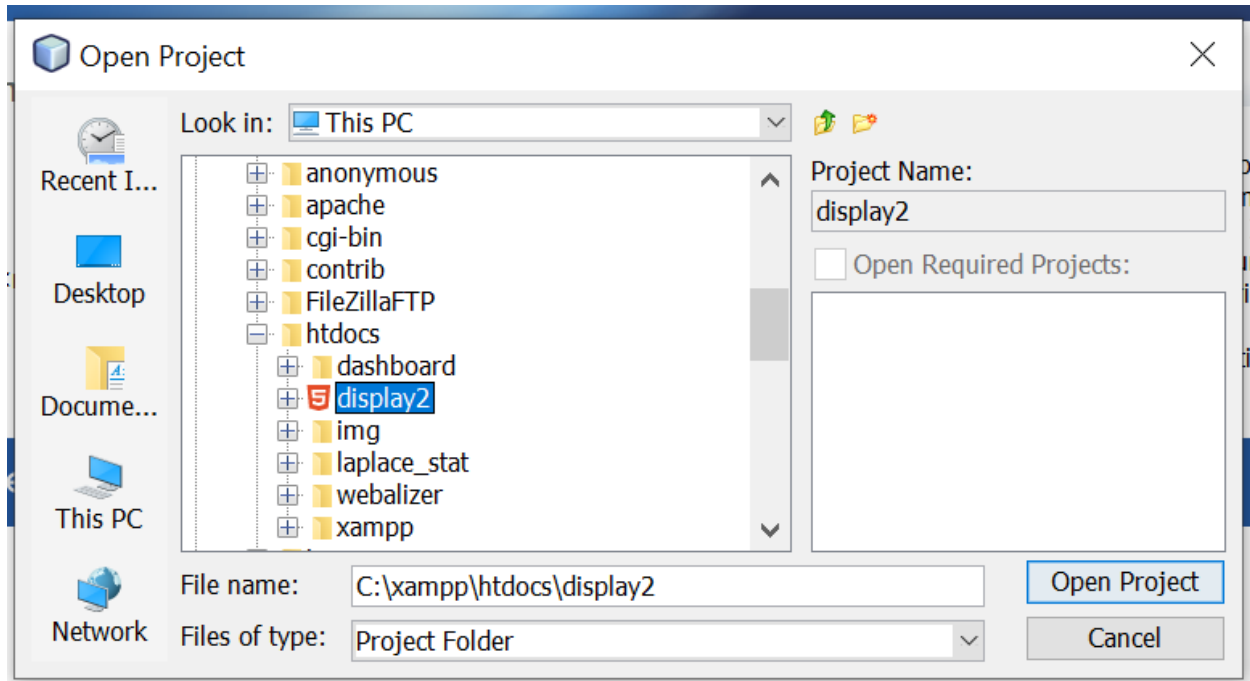 Open Project
Look in: This PC
Recent I...
Desktop
Docume...
This PC
Network
anonymous
apache
cgi-bin
contrib
FileZillaFTP
htdocs
dashboard
display2
img
laplace_stat
webalizer
xampp
Project Name:
display2
Open Required Projects:
File name: C:\xampp\htdocs\display2
Open Project
Files of type: Project Folder
Cancel